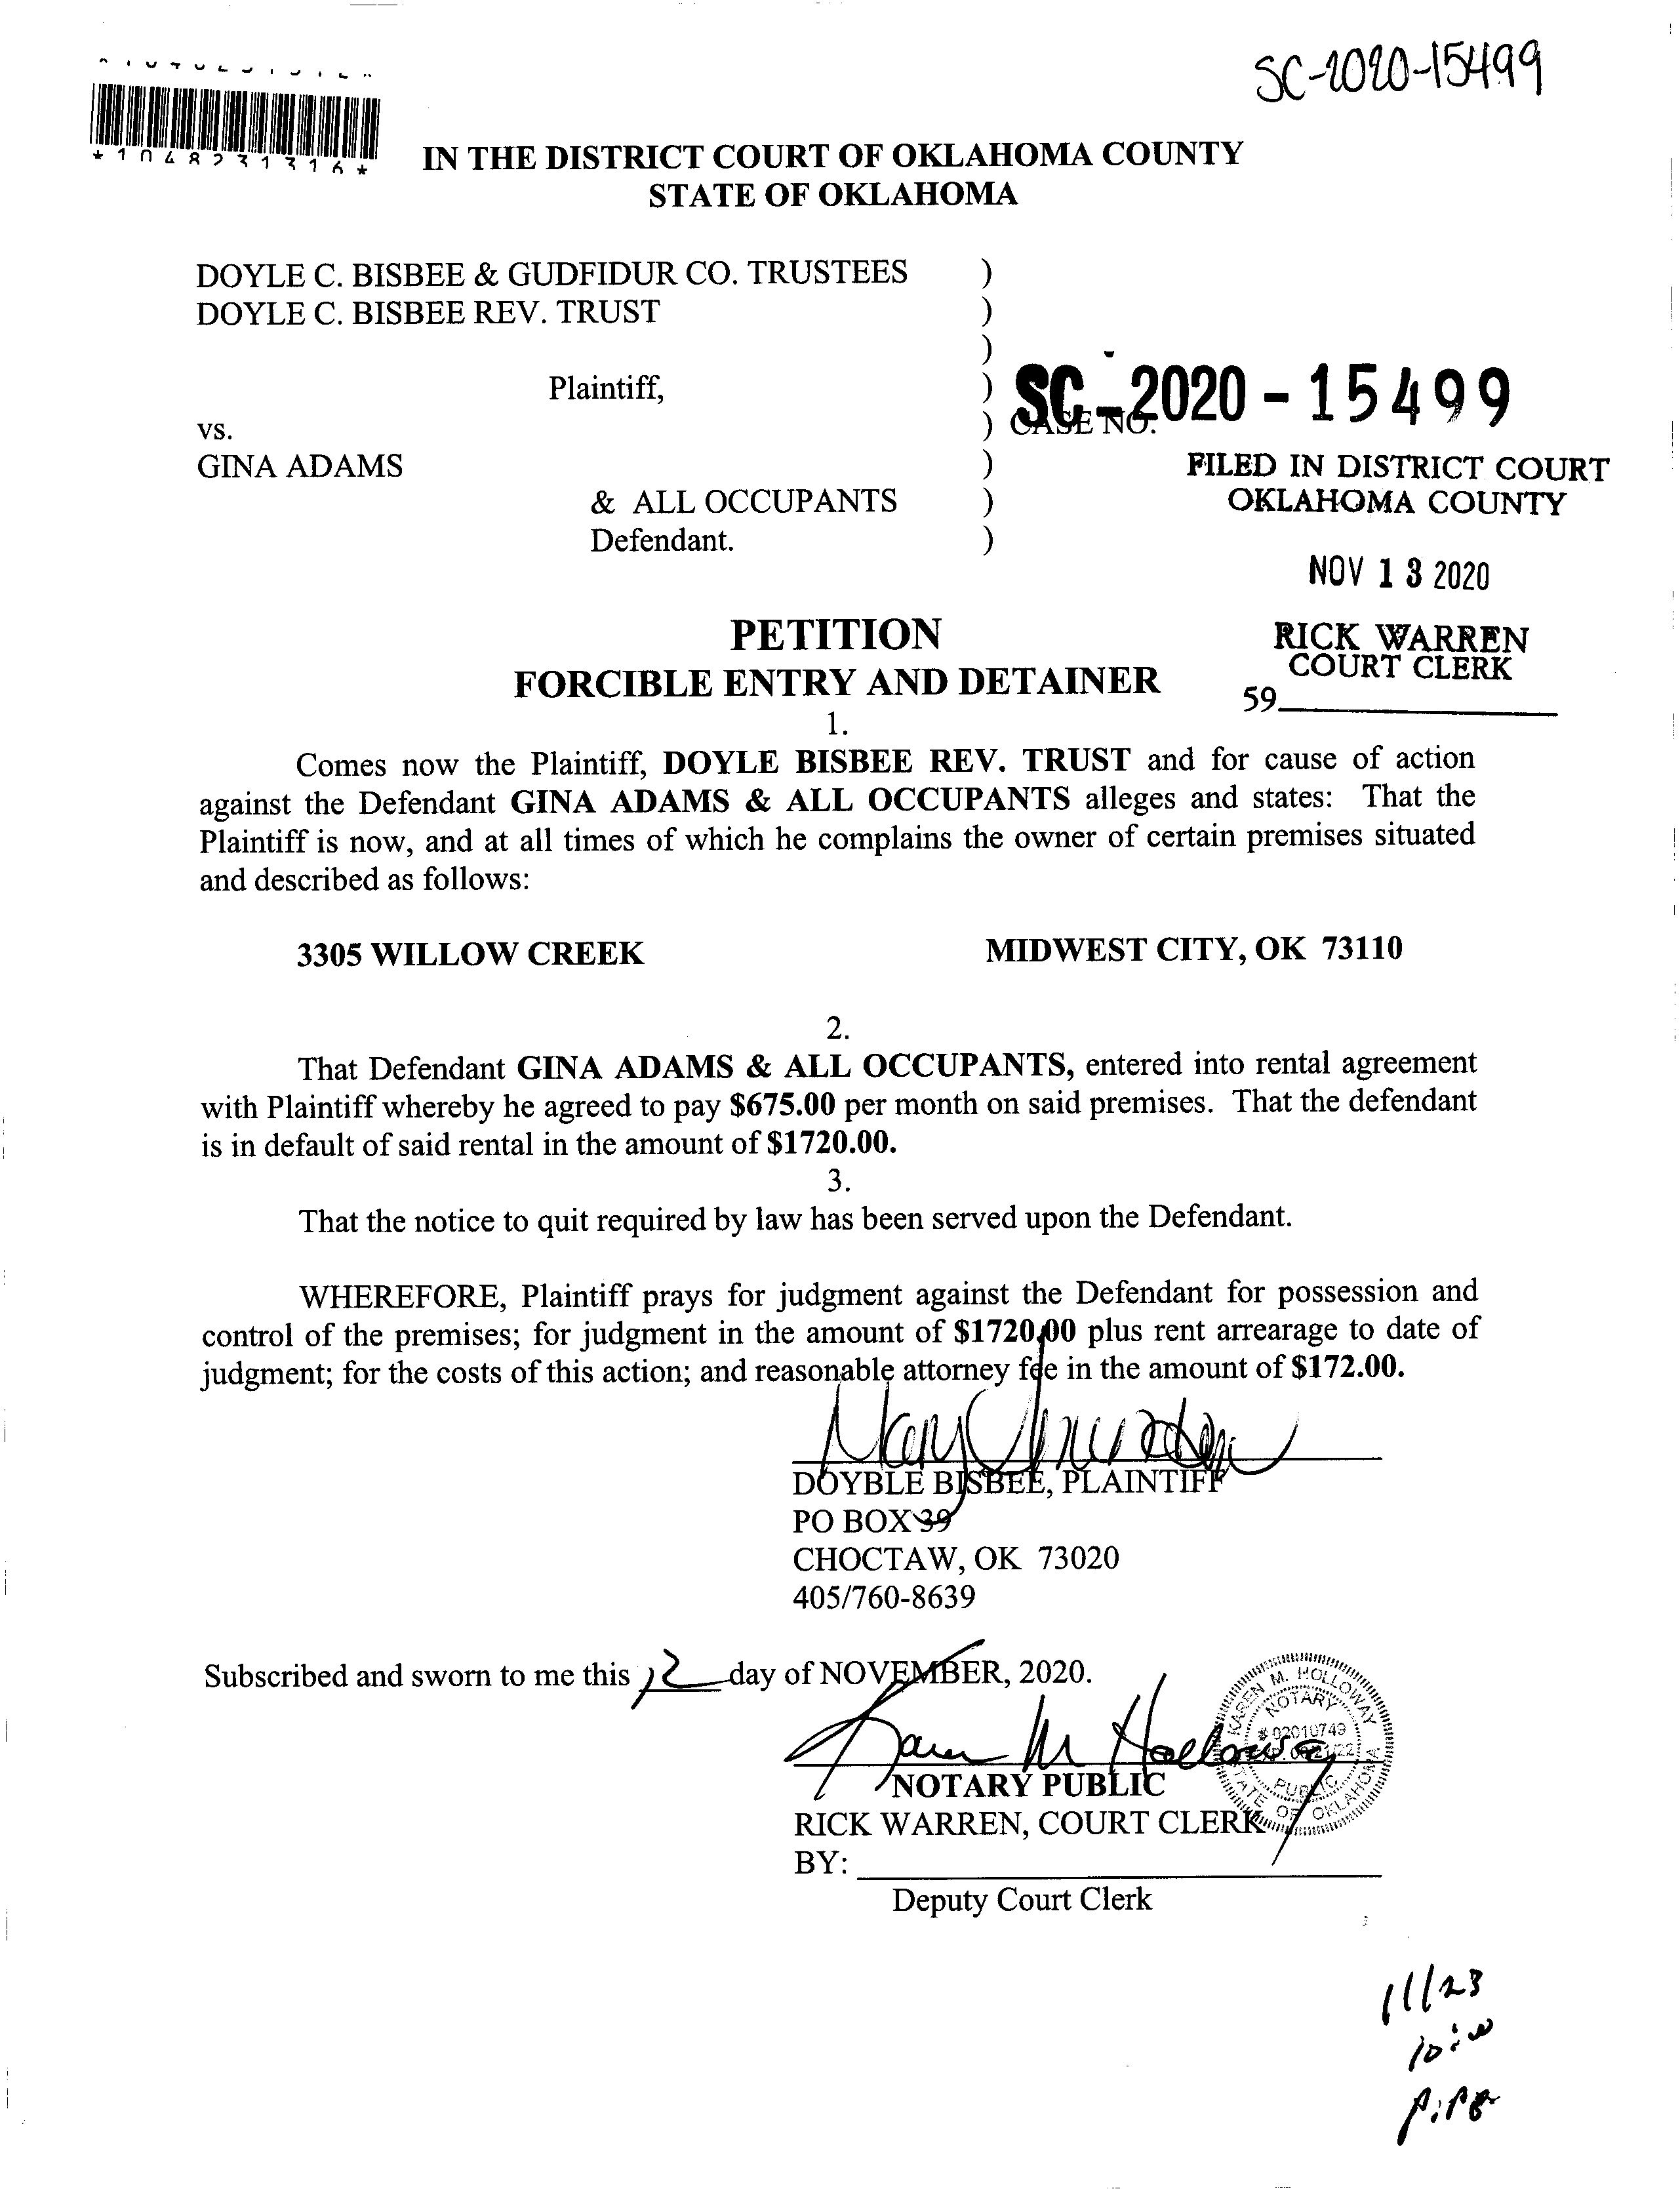 SC-2020-15499
*1048231316*
IN THE DISTRICT COURT OF OKLAHOMA COUNTY
STATE OF OKLAHOMA
DOYLE C. BISBEE & GUDFIDUR CO. TRUSTEES )
DOYLE C. BISBEE REV. TRUST )
)
Plaintiff, ) SC-2020-15499
vs. ) CASE NO.
GINA ADAMS )
FILED IN DISTRICT COURT
& ALL OCCUPANTS )
OKLAHOMA COUNTY
Defendant. )
NOV 13 2020
PETITION
RICK WARREN
COURT CLERK
FORCIBLE ENTRY AND DETAINER
59
1.
Comes now the Plaintiff, DOYLE BISBEE REV. TRUST and for cause of action
against the Defendant GINA ADAMS & ALL OCCUPANTS alleges and states: That the
Plaintiff is now, and at all times of which he complains the owner of certain premises situated
and described as follows:
3305 WILLOW CREEK MIDWEST CITY, OK 73110
2.
That Defendant GINA ADAMS & ALL OCCUPANTS, entered into rental agreement
with Plaintiff whereby he agreed to pay $675.00 per month on said premises. That the defendant
is in default of said rental in the amount of $1720.00.
3.
That the notice to quit required by law has been served upon the Defendant.
WHEREFORE, Plaintiff prays for judgment against the Defendant for possession and
control of the premises; for judgment in the amount of $1720.00 plus rent arrearage to date of
judgment; for the costs of this action; and reasonable attorney fee in the amount of $172.00.
DOYBLE BISBEE, PLAINTIFF
PO BOX 39
CHOCTAW, OK 73020
405/760-8639
Subscribed and sworn to me this 12 day of NOVEMBER, 2020.
KAREN M. HOLLOWAY
NOTARY
# 02010749
PUBLIC
STATE OF OKLAHOMA
Karen M Holloway
NOTARY PUBLIC
RICK WARREN, COURT CLERK
BY:
Deputy Court Clerk
11/23